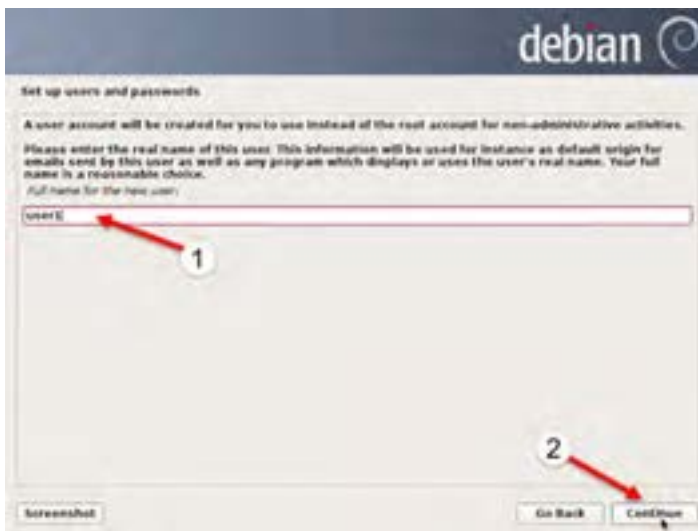 debian
Set up users and passwords
A user account will be created for you to use instead of the root account for non-administrative activities.
Please enter the real name of this user. This information will be used for instance as default origin for
emails sent by this user as well as any program which displays or uses the user's real name. Your full
name is a reasonable choice.
Full name for the new user:
user1
1
2
Screenshot
Go Back
Continue